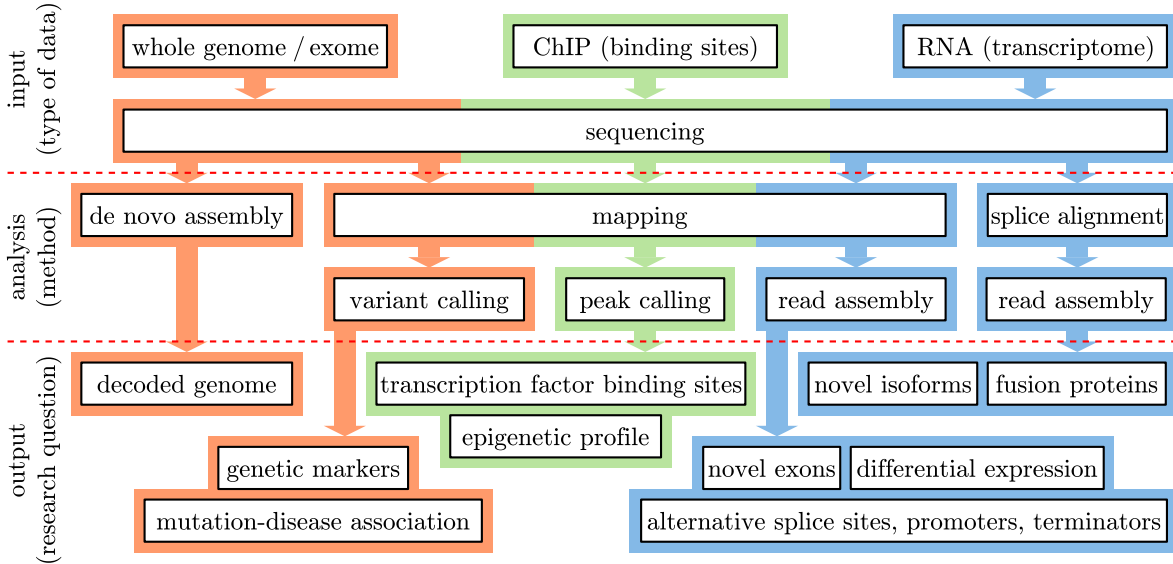 input
(type of data)
whole genome / exome
ChIP (binding sites)
RNA (transcriptome)
sequencing
analysis
(method)
de novo assembly
mapping
splice alignment
variant calling
peak calling
read assembly
read assembly
output
(research question)
decoded genome
transcription factor binding sites
novel isoforms
fusion proteins
epigenetic profile
genetic markers
novel exons
differential expression
mutation-disease association
alternative splice sites, promoters, terminators